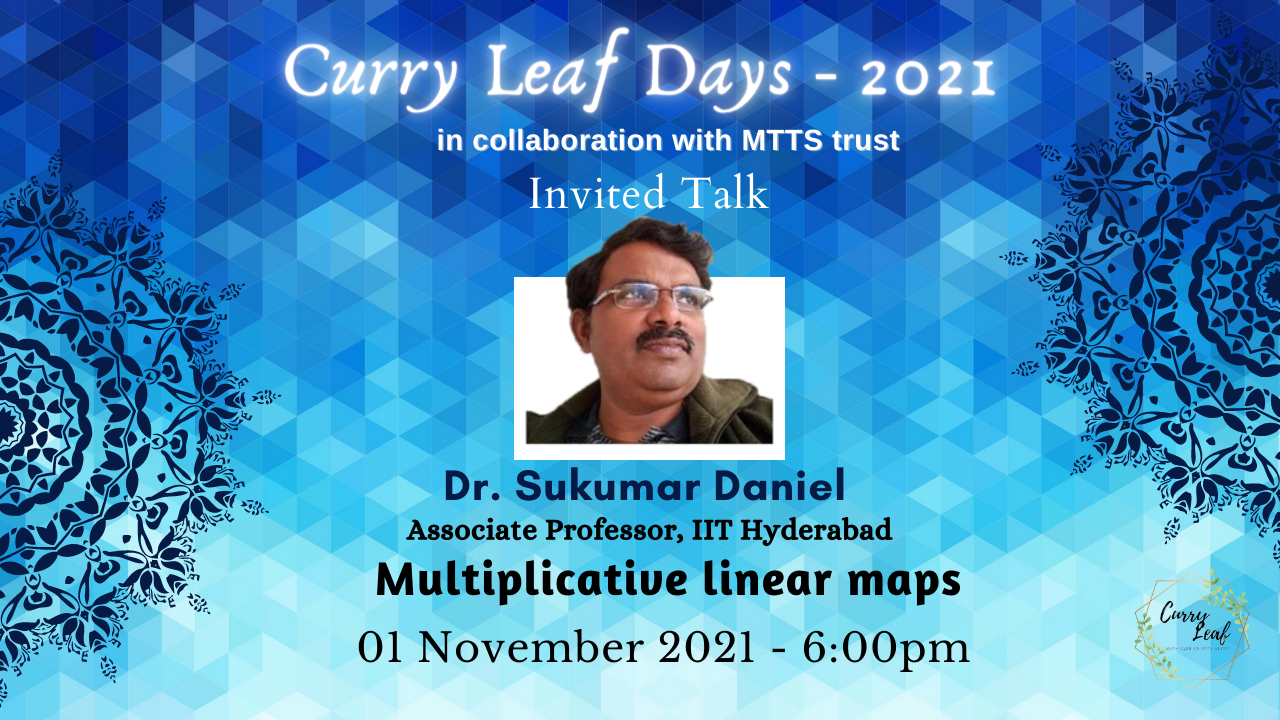 Curry Leaf Days - 2021
in collaboration with MTTS trust
Invited Talk
Dr. Sukumar Daniel
Associate Professor, IIT Hyderabad
Multiplicative linear maps
01 November 2021 - 6:00pm
Curry
Leaf